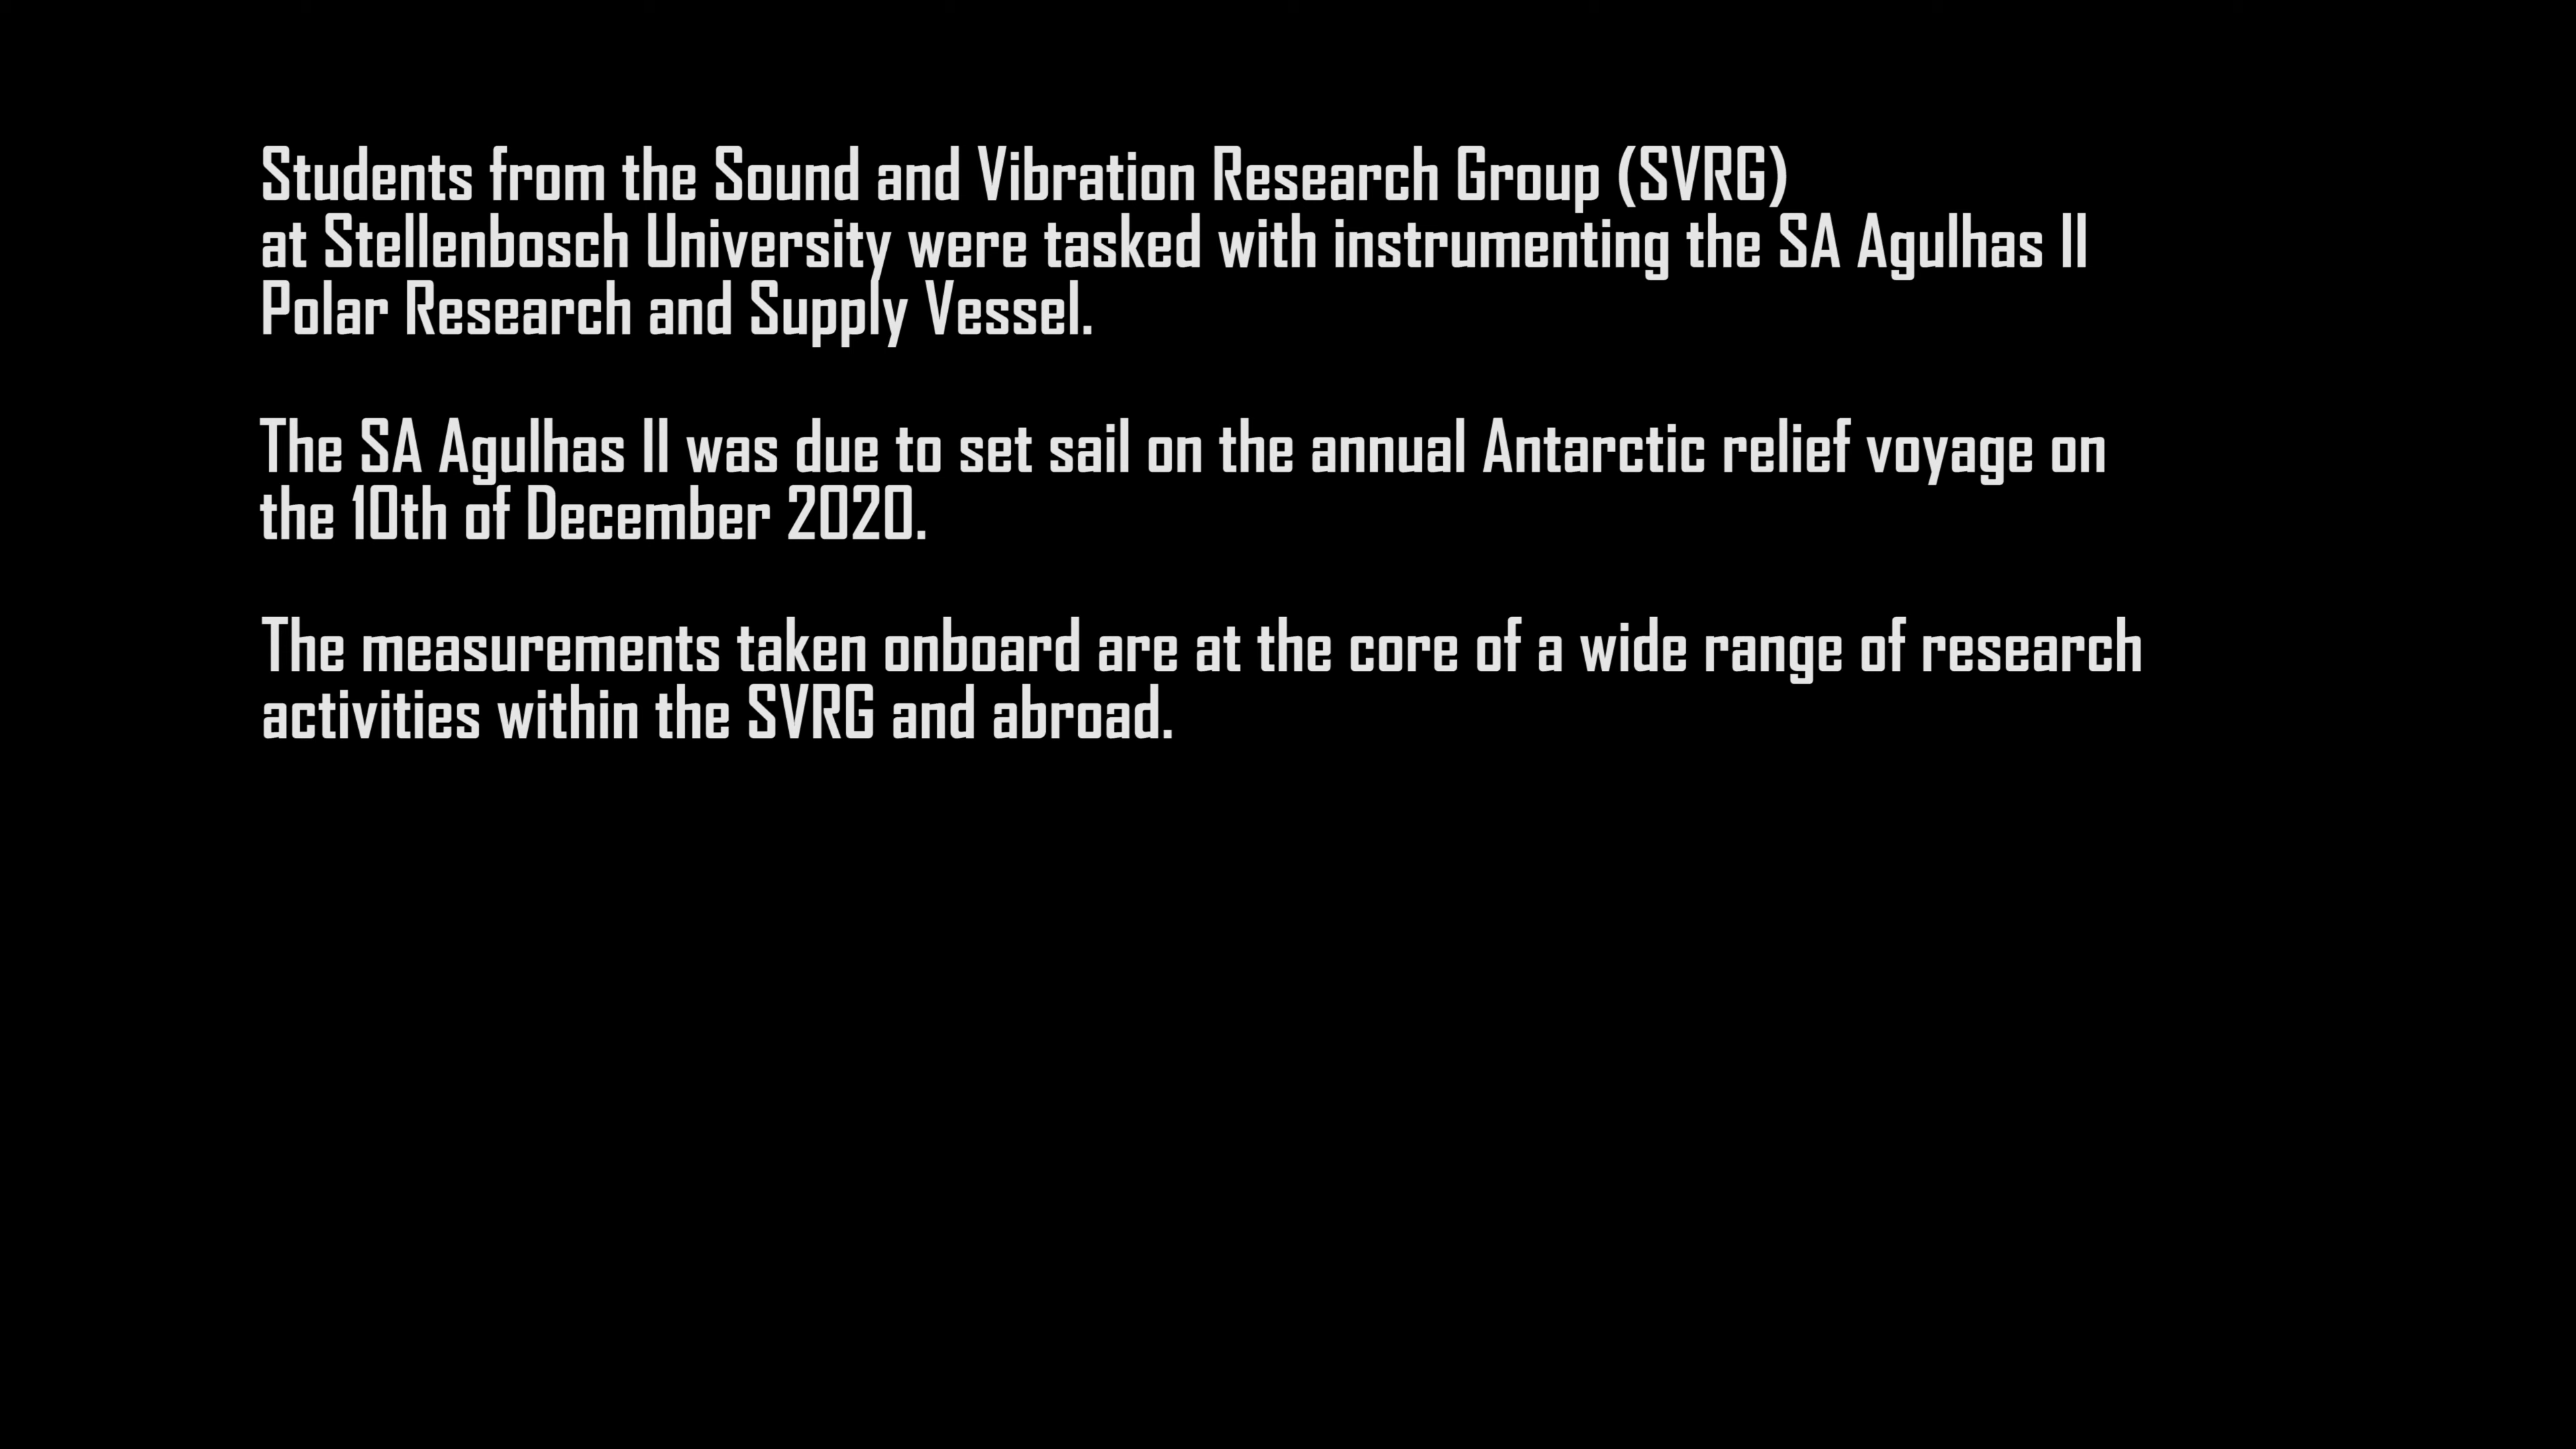 Students from the Sound and Vibration Research Group (SVRG)
at Stellenbosch University were tasked with instrumenting the SA Agulhas II
Polar Research and Supply Vessel.
The SA Agulhas II was due to set sail on the annual Antarctic relief voyage on
the 10th of December 2020.
The measurements taken onboard are at the core of a wide range of research
activities within the SVRG and abroad.